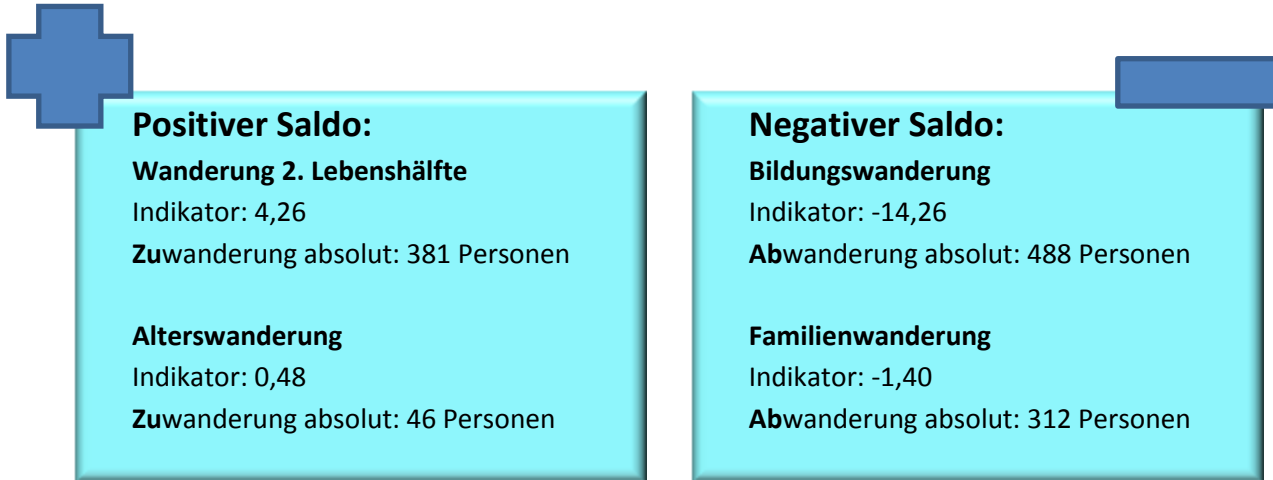 Positiver Saldo:
Wanderung 2. Lebenshälfte
Indikator: 4,26
Zuwanderung absolut: 381 Personen
Alterswanderung
Indikator: 0,48
Zuwanderung absolut: 46 Personen
Negativer Saldo:
Bildungswanderung
Indikator: -14,26
Abwanderung absolut: 488 Personen
Familienwanderung
Indikator: -1,40
Abwanderung absolut: 312 Personen